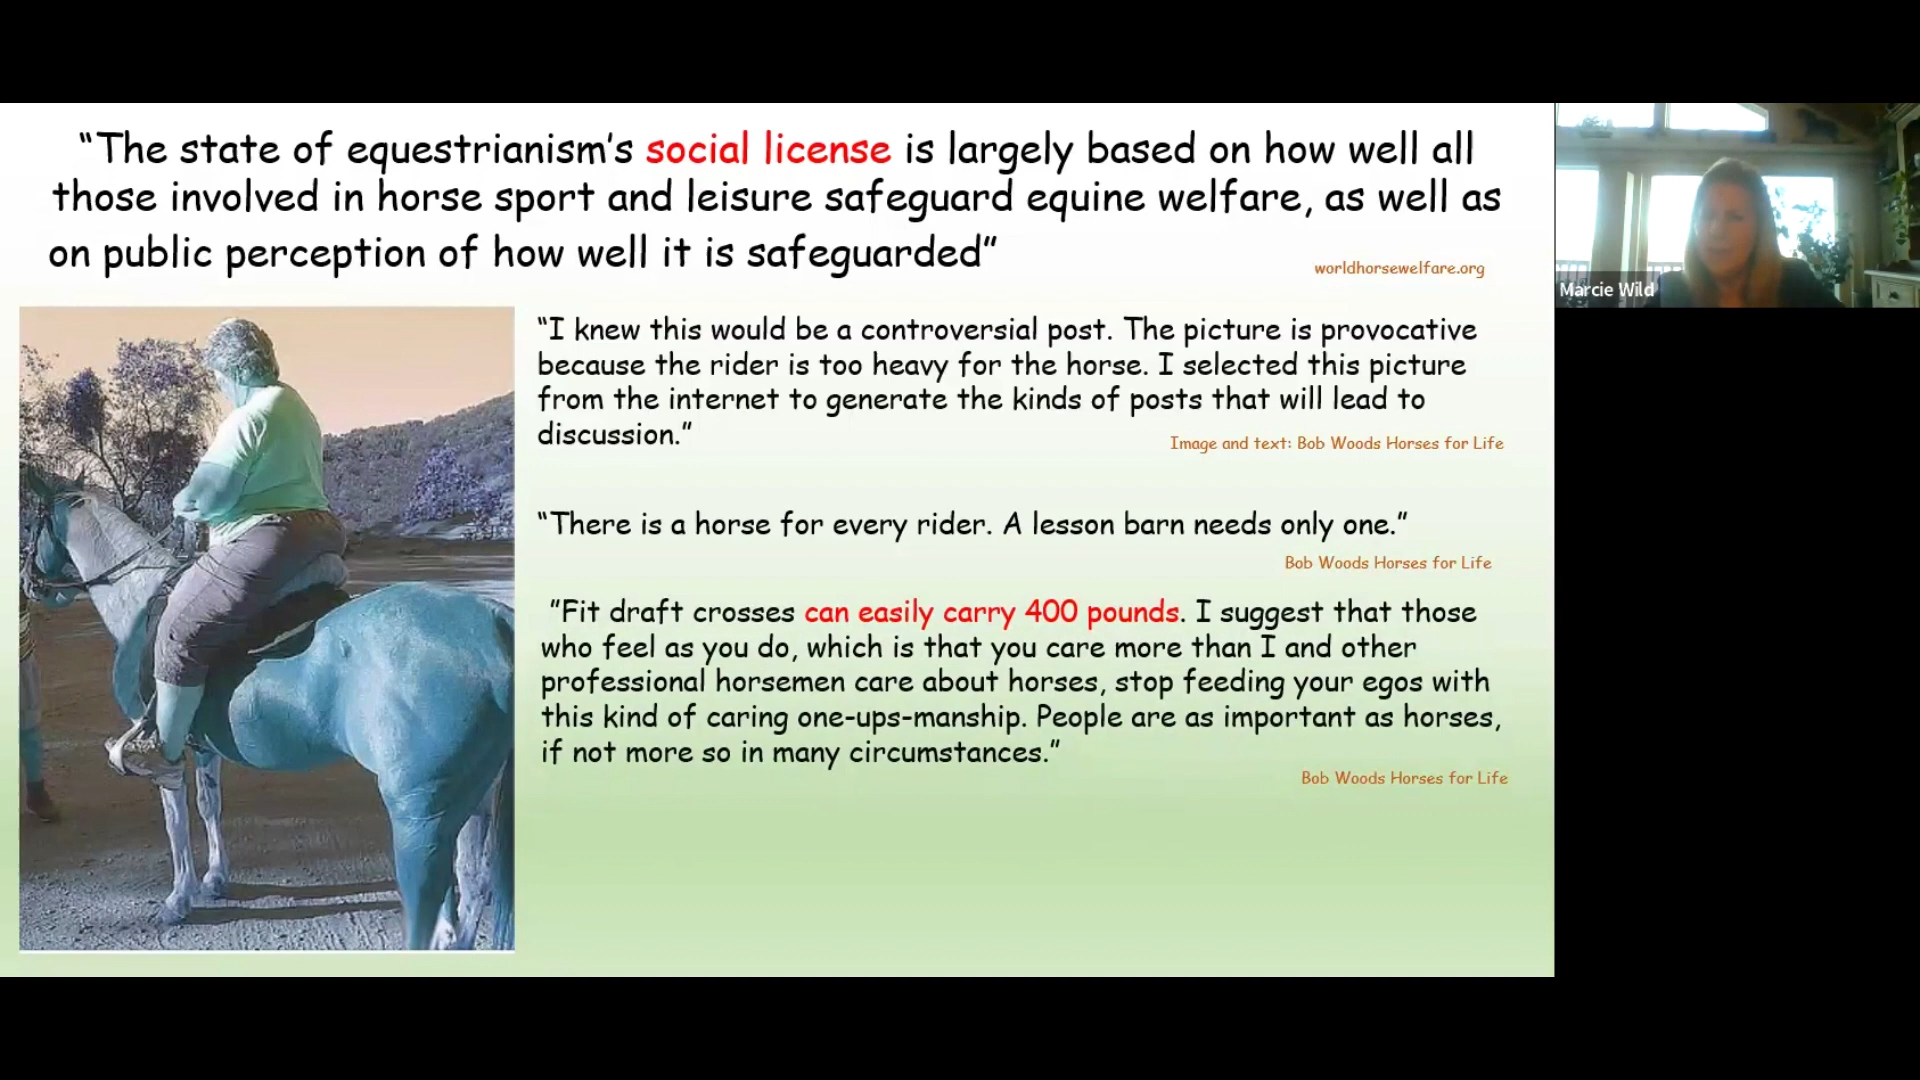 “The state of equestrianism’s social license is largely based on how well all
those involved in horse sport and leisure safeguard equine welfare, as well as
on public perception of how well it is safeguarded”
worldhorsewelfare.org
Marcie Wild
“I knew this would be a controversial post. The picture is provocative
because the rider is too heavy for the horse. I selected this picture
from the internet to generate the kinds of posts that will lead to
discussion.”
Image and text: Bob Woods Horses for Life
“There is a horse for every rider. A lesson barn needs only one.”
Bob Woods Horses for Life
”Fit draft crosses can easily carry 400 pounds. I suggest that those
who feel as you do, which is that you care more than I and other
professional horsemen care about horses, stop feeding your egos with
this kind of caring one-ups-manship. People are as important as horses,
if not more so in many circumstances.”
Bob Woods Horses for Life